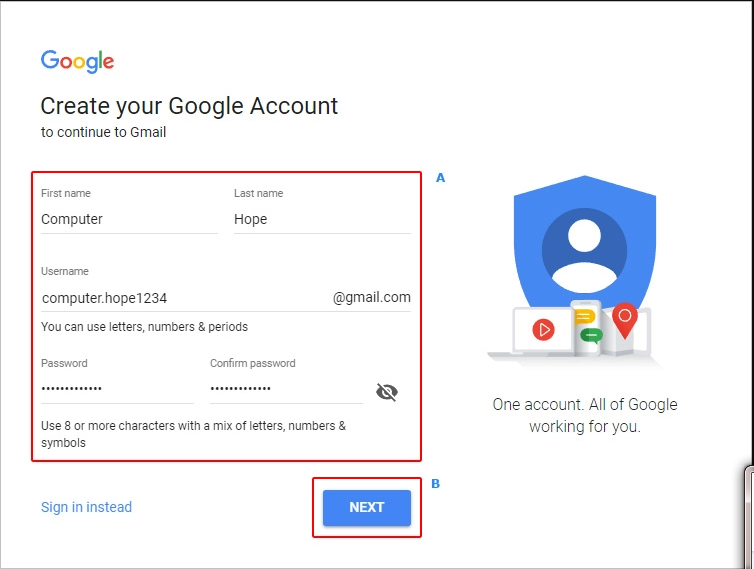 Google
Create your Google Account
to continue to Gmail
A
First name Last name
Computer Hope
Username
computer.hope1234 @gmail.com
You can use letters, numbers & periods
Password Confirm password
••••••••••••• •••••••••••••
Use 8 or more characters with a mix of letters, numbers &
symbols
One account. All of Google
working for you.
B
Sign in instead NEXT